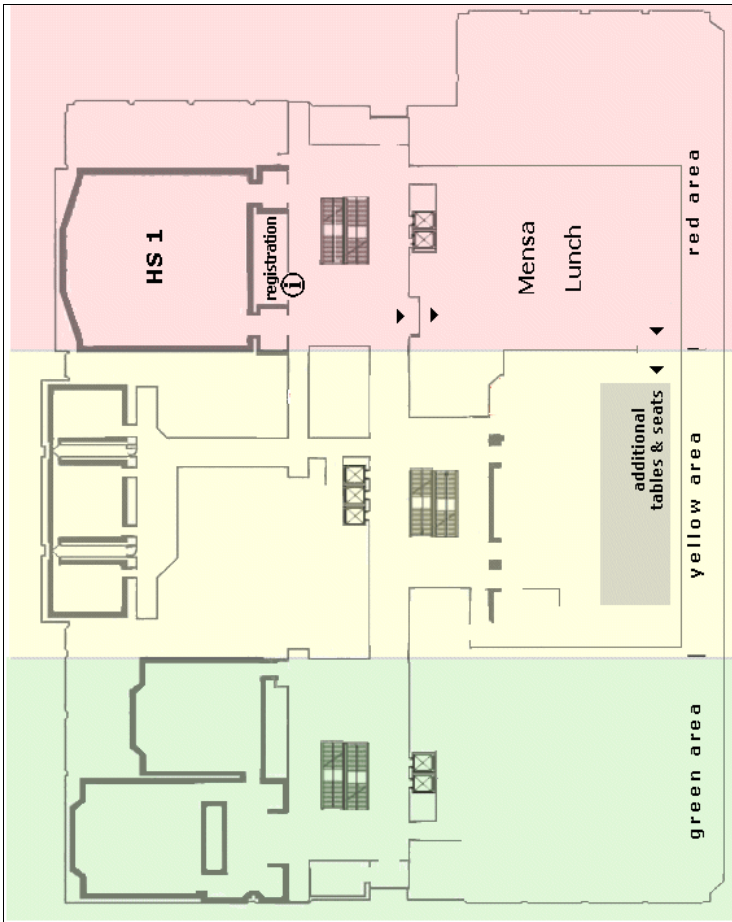 HS 1
registration
i
Mensa
Lunch
red area
additional
tables & seats
yellow area
green area